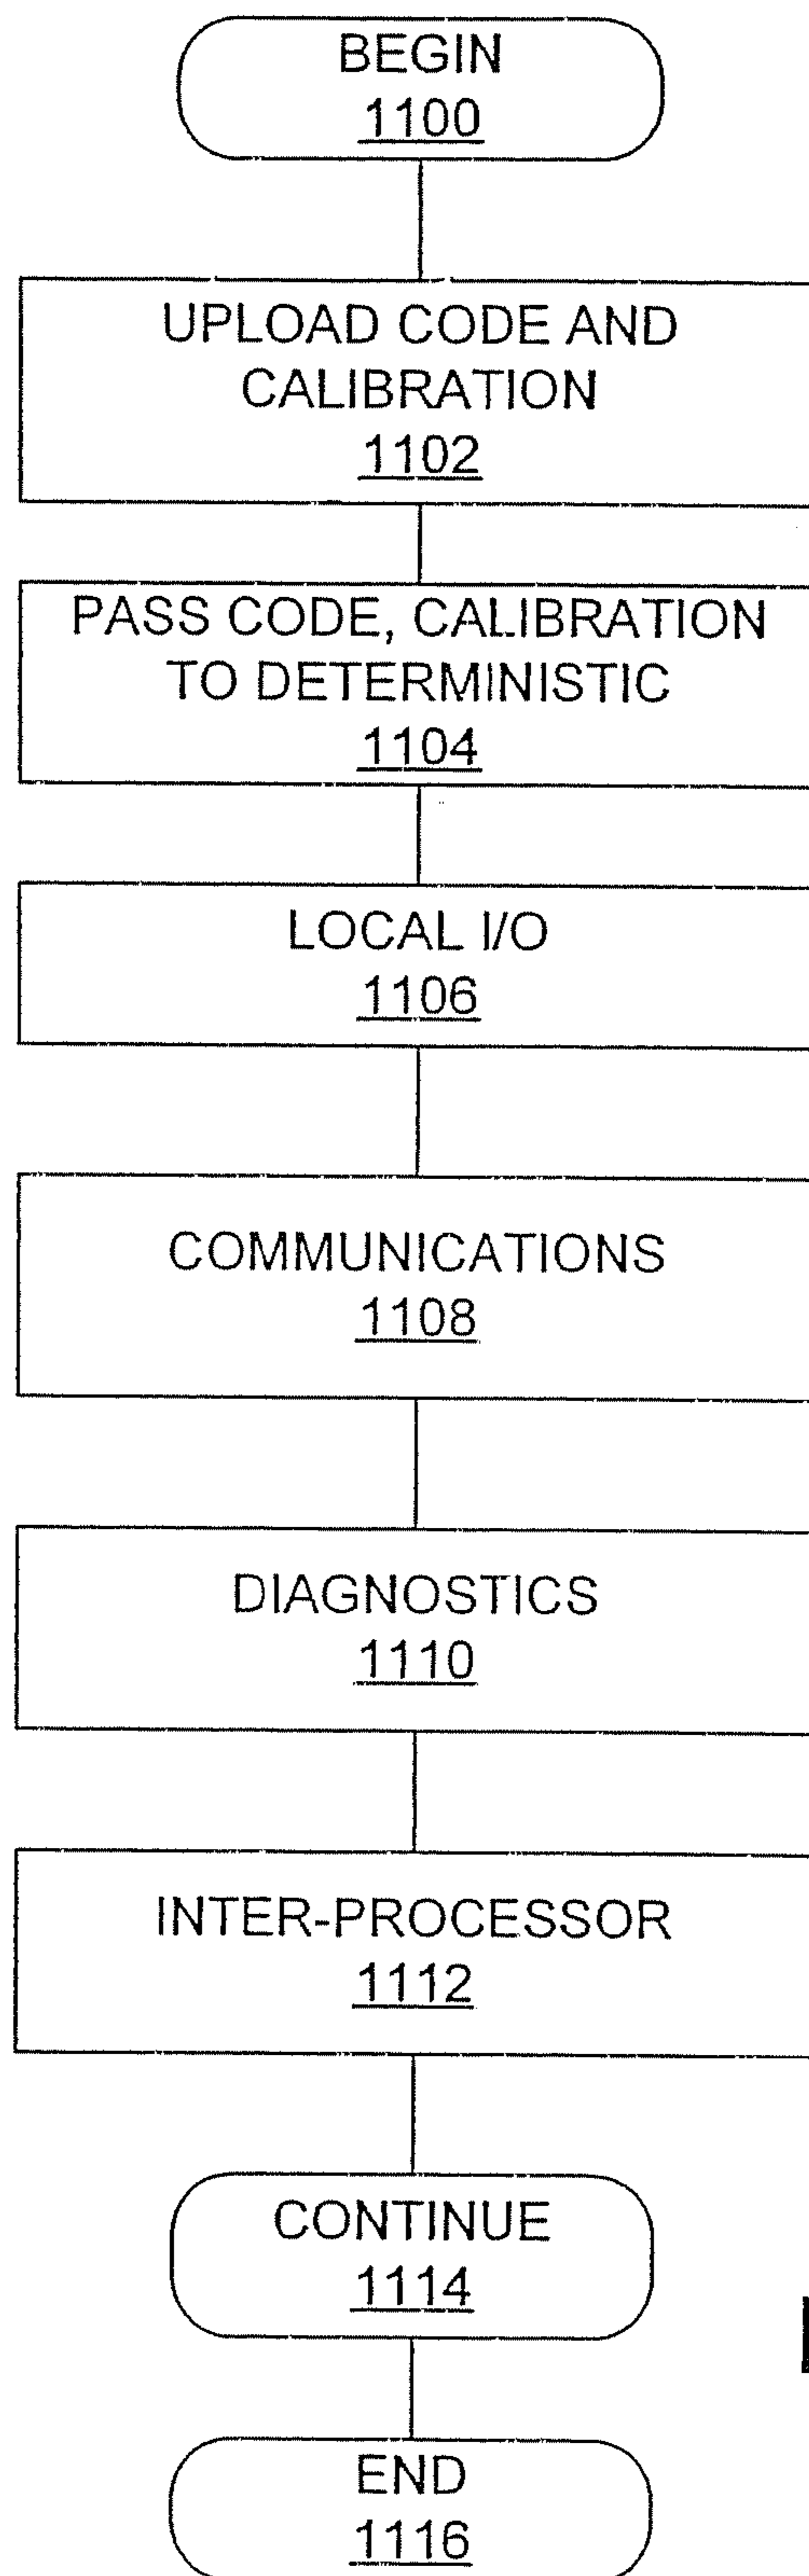 BEGIN
1100
UPLOAD CODE AND
CALIBRATION
1102
PASS CODE, CALIBRATION
TO DETERMINISTIC
1104
LOCAL I/O
1106
COMMUNICATIONS
1108
DIAGNOSTICS
1110
INTER-PROCESSOR
1112
CONTINUE
1114
END
1116